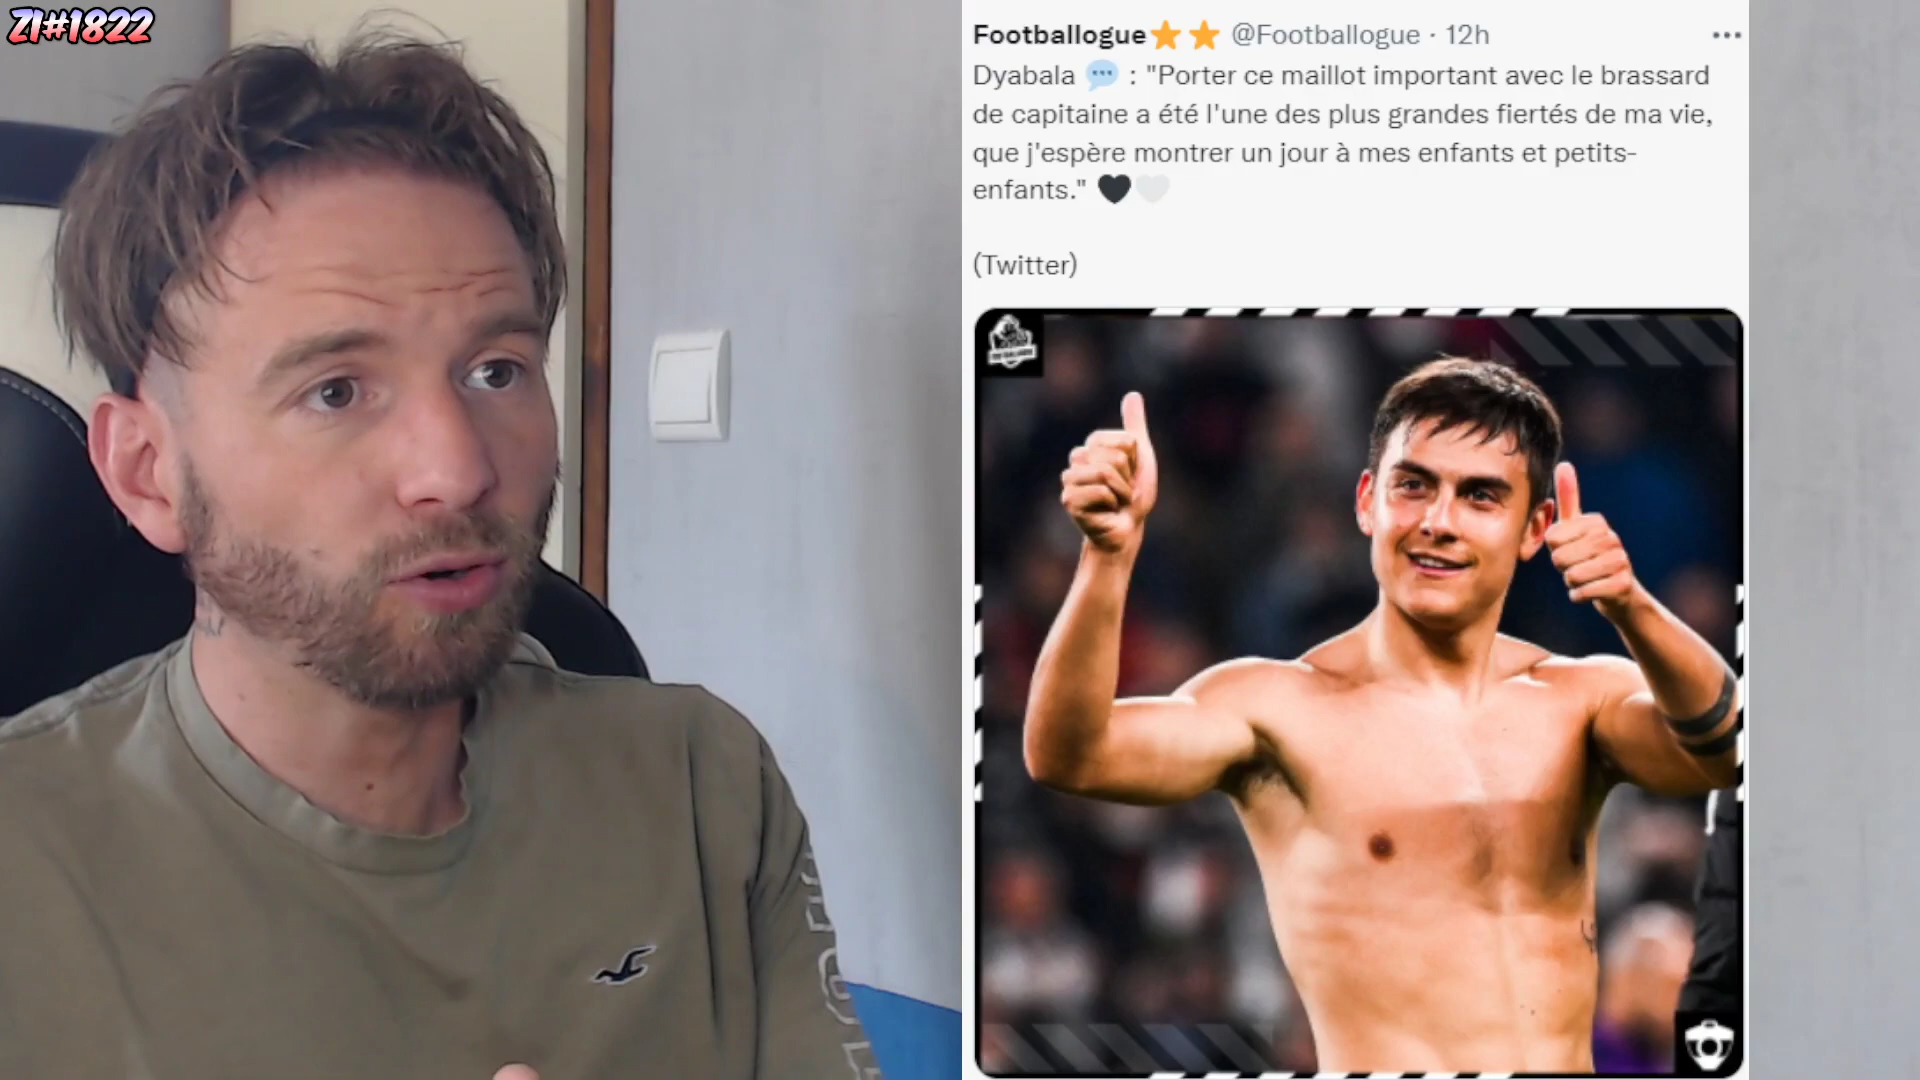 ZI#1822
Footballogue⭐⭐ @Footballogue · 12h
Dyabala 💬 : "Porter ce maillot important avec le brassard
de capitaine a été l'une des plus grandes fiertés de ma vie,
que j'espère montrer un jour à mes enfants et petits-
enfants." 🖤🤍
(Twitter)